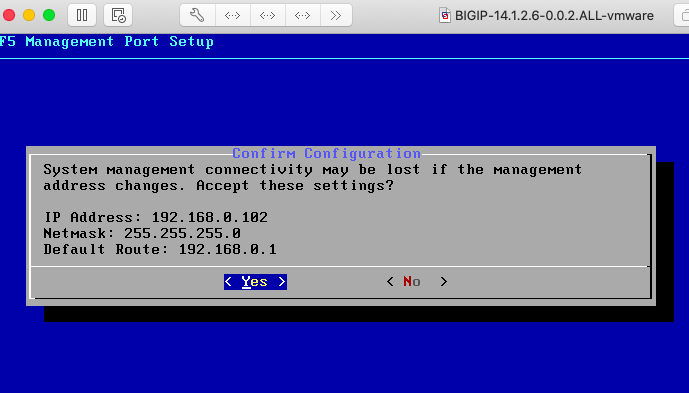 BIGIP-14.1.2.6-0.0.2.ALL-vmware
F5 Management Port Setup
Confirm Configuration
System management connectivity may be lost if the management
address changes. Accept these settings?
IP Address: 192.168.0.102
Netmask: 255.255.255.0
Default Route: 192.168.0.1
< Yes > < No >